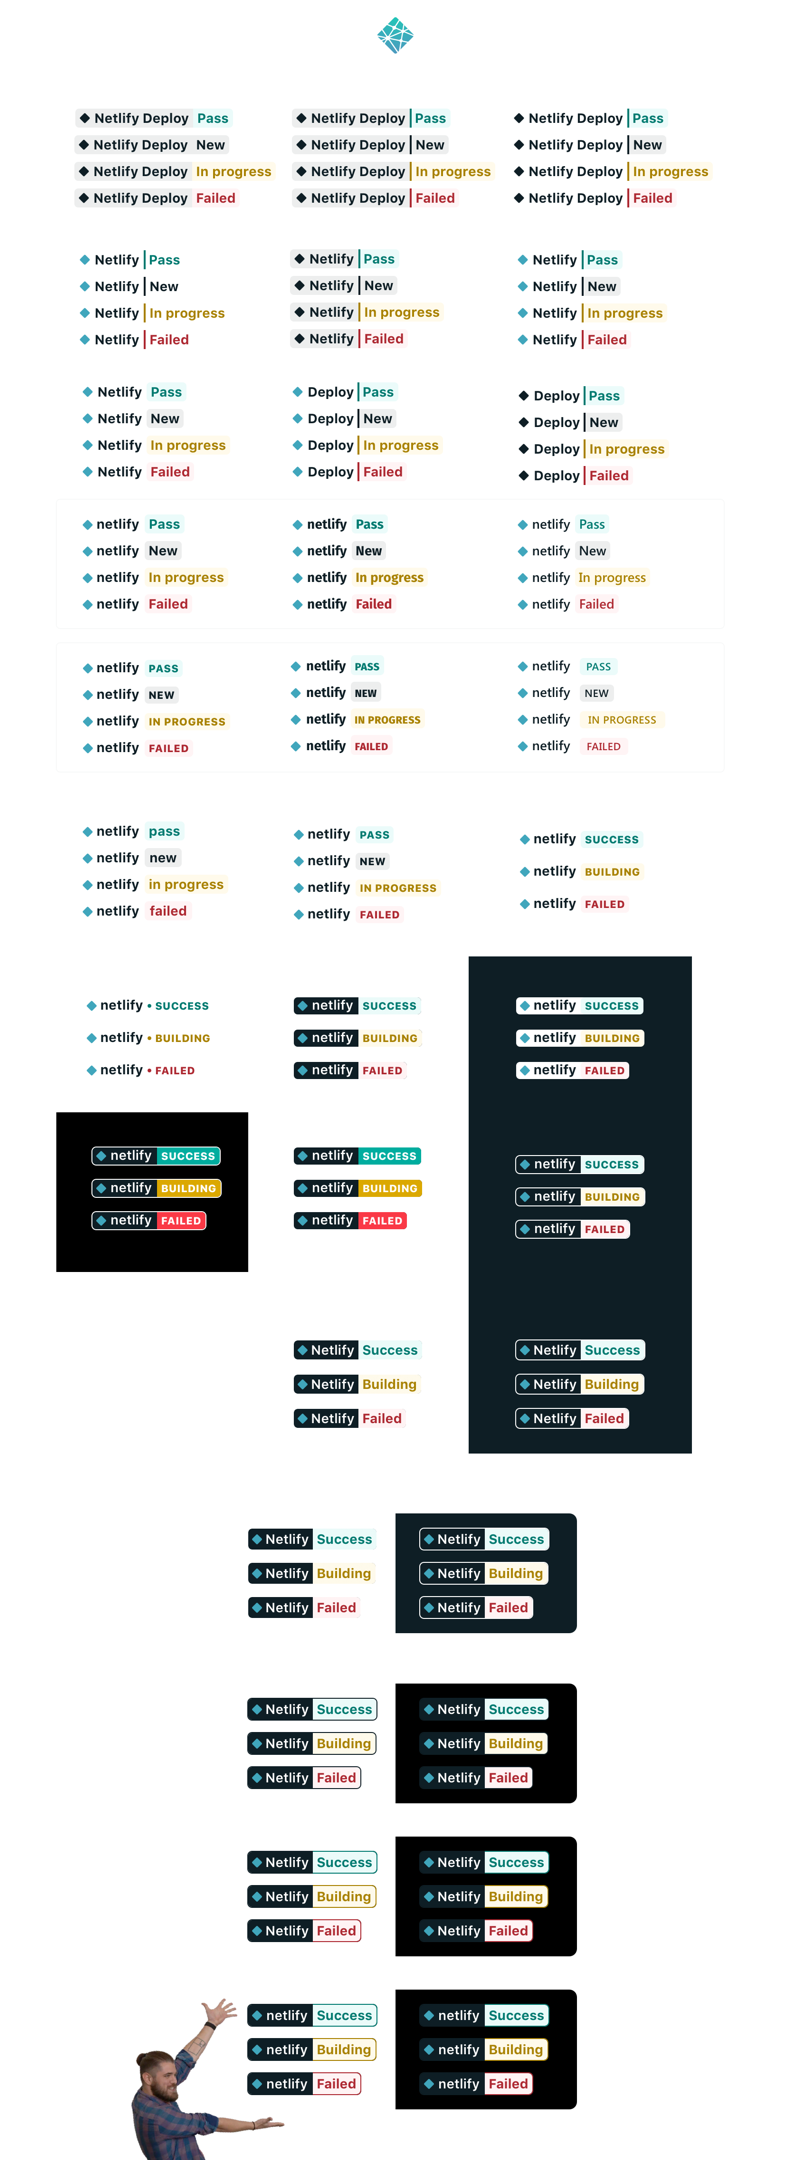 Netlify Deploy Pass
Netlify Deploy New
Netlify Deploy In progress
Netlify Deploy Failed
Netlify Deploy Pass
Netlify Deploy New
Netlify Deploy In progress
Netlify Deploy Failed
Netlify Deploy Pass
Netlify Deploy New
Netlify Deploy In progress
Netlify Deploy Failed
Netlify Pass
Netlify New
Netlify In progress
Netlify Failed
Netlify Pass
Netlify New
Netlify In progress
Netlify Failed
Netlify Pass
Netlify New
Netlify In progress
Netlify Failed
Netlify Pass
Netlify New
Netlify In progress
Netlify Failed
Deploy Pass
Deploy New
Deploy In progress
Deploy Failed
Deploy Pass
Deploy New
Deploy In progress
Deploy Failed
netlify Pass
netlify New
netlify In progress
netlify Failed
netlify Pass
netlify New
netlify In progress
netlify Failed
netlify Pass
netlify New
netlify In progress
netlify Failed
netlify PASS
netlify NEW
netlify IN PROGRESS
netlify FAILED
netlify PASS
netlify NEW
netlify IN PROGRESS
netlify FAILED
netlify PASS
netlify NEW
netlify IN PROGRESS
netlify FAILED
netlify pass
netlify new
netlify in progress
netlify failed
netlify PASS
netlify NEW
netlify IN PROGRESS
netlify FAILED
netlify SUCCESS
netlify BUILDING
netlify FAILED
netlify • SUCCESS
netlify • BUILDING
netlify • FAILED
netlify SUCCESS
netlify BUILDING
netlify FAILED
netlify SUCCESS
netlify BUILDING
netlify FAILED
netlify SUCCESS
netlify BUILDING
netlify FAILED
netlify SUCCESS
netlify BUILDING
netlify FAILED
netlify SUCCESS
netlify BUILDING
netlify FAILED
Netlify Success
Netlify Building
Netlify Failed
Netlify Success
Netlify Building
Netlify Failed
Netlify Success
Netlify Building
Netlify Failed
Netlify Success
Netlify Building
Netlify Failed
Netlify Success
Netlify Building
Netlify Failed
Netlify Success
Netlify Building
Netlify Failed
Netlify Success
Netlify Building
Netlify Failed
Netlify Success
Netlify Building
Netlify Failed
netlify Success
netlify Building
netlify Failed
netlify Success
netlify Building
netlify Failed